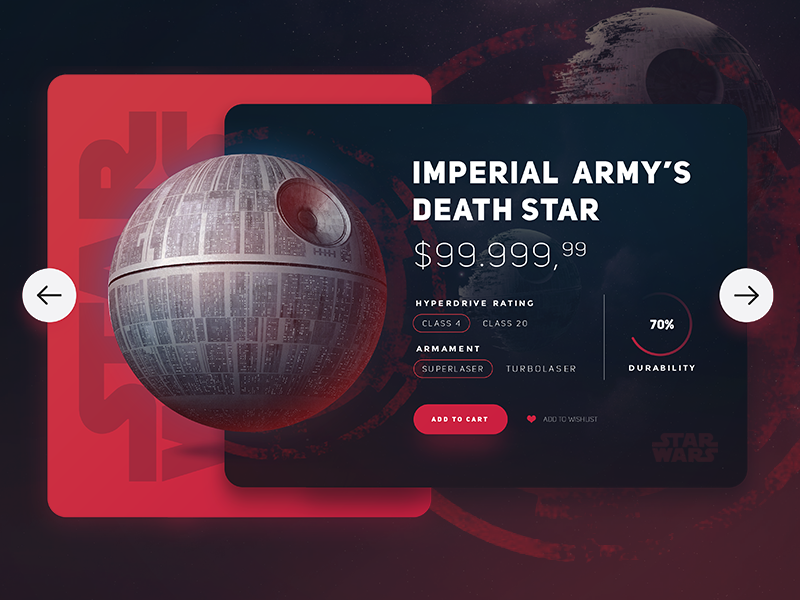 STAR
WARS
IMPERIAL ARMY'S
DEATH STAR
$99.999,99
HYPERDRIVE RATING
CLASS 4 CLASS 20
ARMAMENT
SUPERLASER TURBOLASER
70%
DURABILITY
ADD TO CART
ADD TO WISHLIST
STAR
WARS